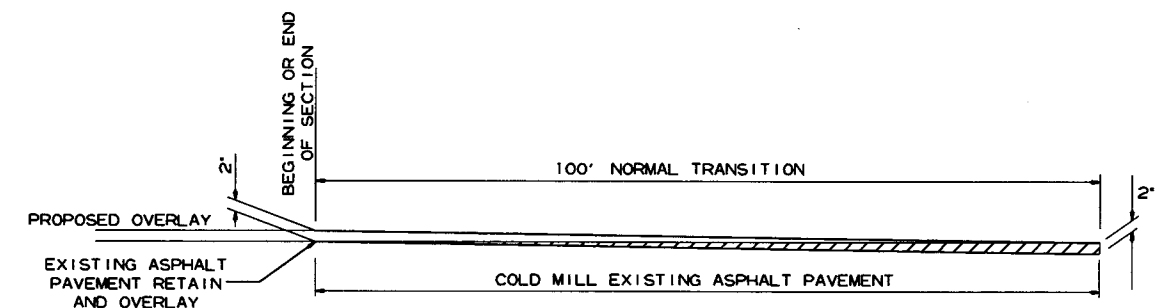 BEGINNING OR END
OF SECTION
2"
100' NORMAL TRANSITION
2"
PROPOSED OVERLAY
EXISTING ASPHALT
PAVEMENT RETAIN
AND OVERLAY
COLD MILL EXISTING ASPHALT PAVEMENT